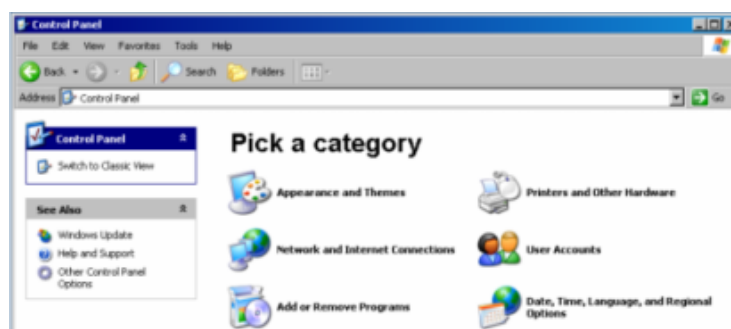 Control Panel
File Edit View Favorites Tools Help
Back Search Folders
Address Control Panel Go
Control Panel
Switch to Classic View
See Also
Windows Update
Help and Support
Other Control Panel
Options
Pick a category
Appearance and Themes
Printers and Other Hardware
Network and Internet Connections
User Accounts
Add or Remove Programs
Date, Time, Language, and Regional
Options